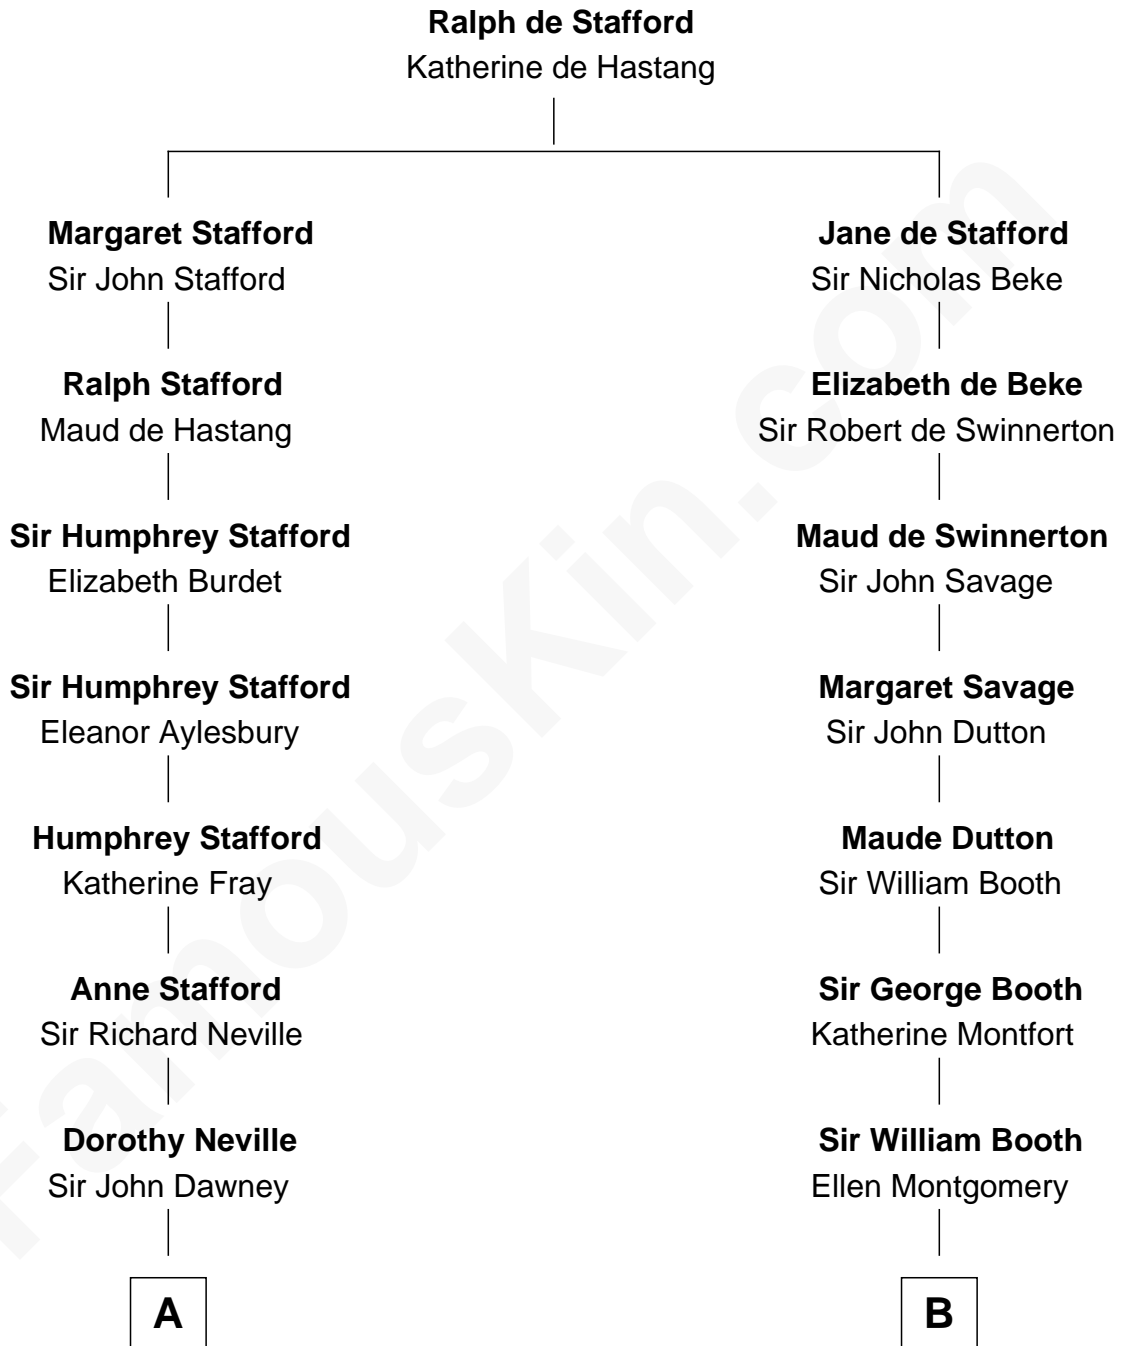 Ralph de Stafford
Katherine de Hastang
Margaret Stafford
Sir John Stafford
Jane de Stafford
Sir Nicholas Beke
Ralph Stafford
Maud de Hastang
Elizabeth de Beke
Sir Robert de Swinnerton
Sir Humphrey Stafford
Elizabeth Burdet
Maud de Swinnerton
Sir John Savage
Sir Humphrey Stafford
Eleanor Aylesbury
Margaret Savage
Sir John Dutton
Humphrey Stafford
Katherine Fray
Maude Dutton
Sir William Booth
Anne Stafford
Sir Richard Neville
Sir George Booth
Katherine Montfort
Dorothy Neville
Sir John Dawney
Sir William Booth
Ellen Montgomery
A
B
FamousKin.com